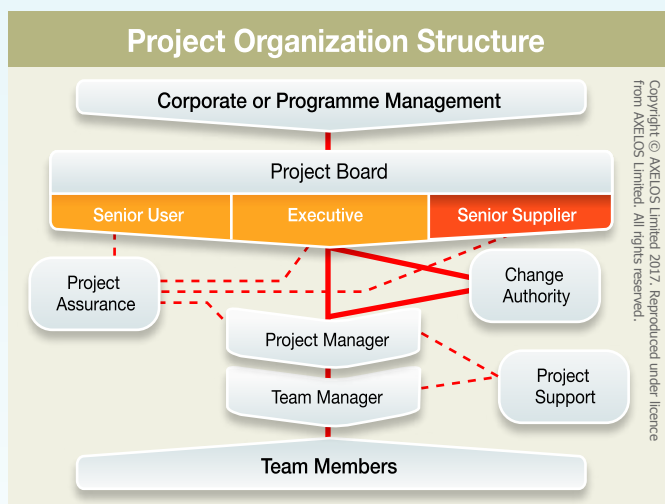 Project Organization Structure
Corporate or Programme Management
Project Board
Senior User
Executive
Senior Supplier
Project
Assurance
Change
Authority
Project Manager
Team Manager
Project
Support
Team Members
Copyright © AXELOS Limited 2017. Reproduced under licence
from AXELOS Limited. All rights reserved.